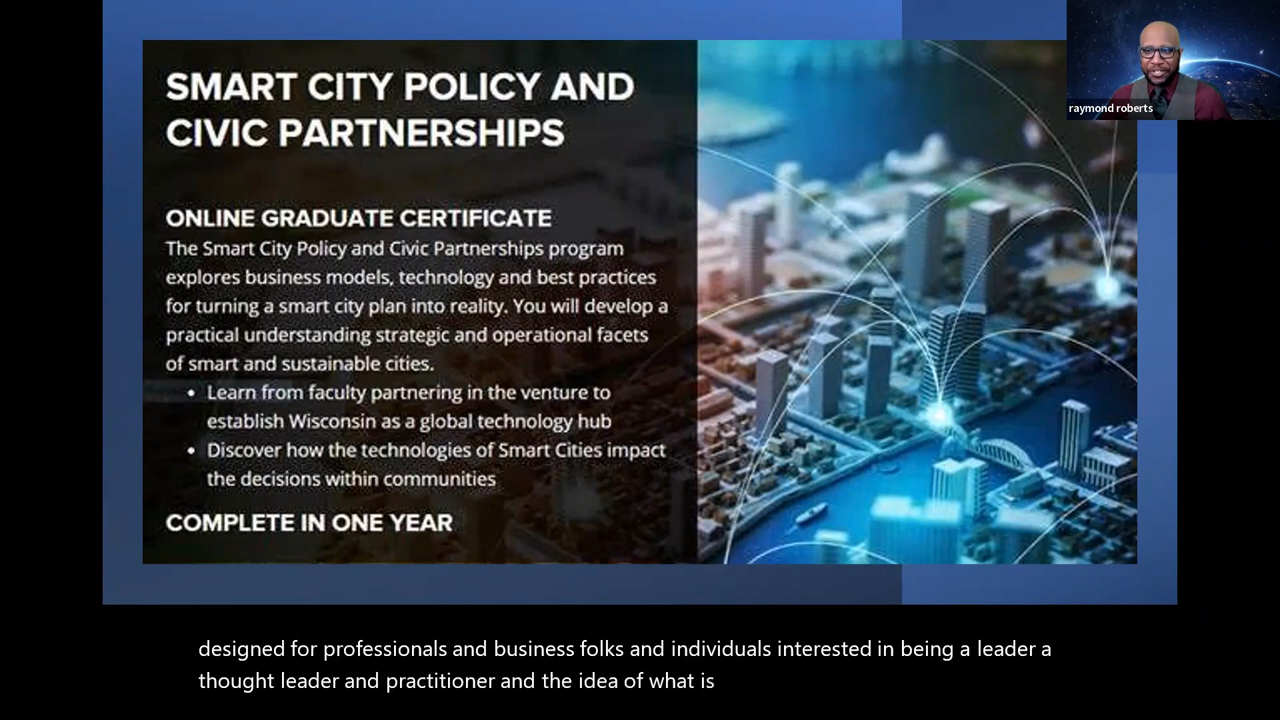 SMART CITY POLICY AND
CIVIC PARTNERSHIPS
ONLINE GRADUATE CERTIFICATE
The Smart City Policy and Civic Partnerships program
explores business models, technology and best practices
for turning a smart city plan into reality. You will develop a
practical understanding strategic and operational facets
of smart and sustainable cities.
• Learn from faculty partnering in the venture to
establish Wisconsin as a global technology hub
• Discover how the technologies of Smart Cities impact
the decisions within communities
COMPLETE IN ONE YEAR
raymond roberts
designed for professionals and business folks and individuals interested in being a leader a
thought leader and practitioner and the idea of what is